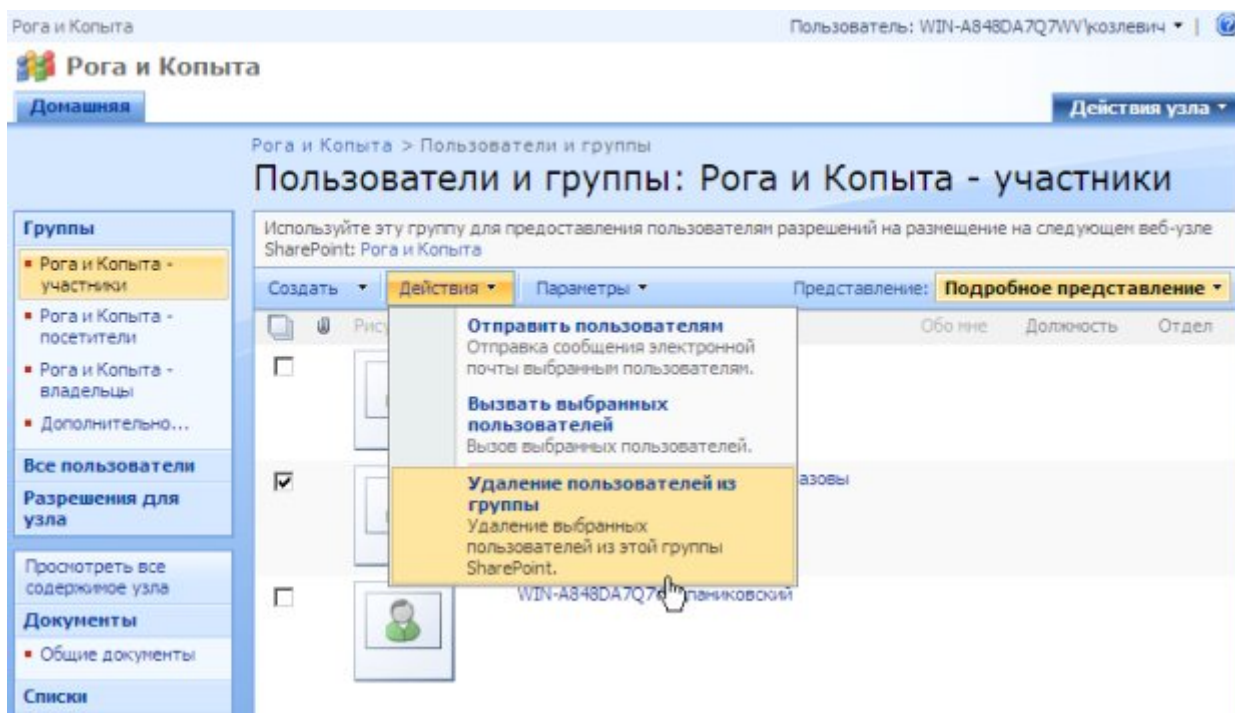 Рога и Копыта
Пользователь: WIN-A848DA7Q7WV\козлевич
Рога и Копыта
Домашняя
Действия узла
Рога и Копыта > Пользователи и группы
Пользователи и группы: Рога и Копыта - участники
Группы
Рога и Копыта -
участники
Рога и Копыта -
посетители
Рога и Копыта -
владельцы
Дополнительно...
Все пользователи
Разрешения для
узла
Просмотреть все
содержимое узла
Документы
Общие документы
Списки
Используйте эту группу для предоставления пользователям разрешений на размещение на следующем веб-узле
SharePoint: Рога и Копыта
Создать
Действия
Параметры
Представление: Подробное представление
Обо мне Должность Отдел
Отправить пользователям
Отправка сообщения электронной
почты выбранным пользователям.
Вызвать выбранных
пользователей
Вызов выбранных пользователей.
Удаление пользователей из
группы
Удаление выбранных
пользователей из этой группы
SharePoint.
азовы
WIN-A848DA7Q7 паниковский